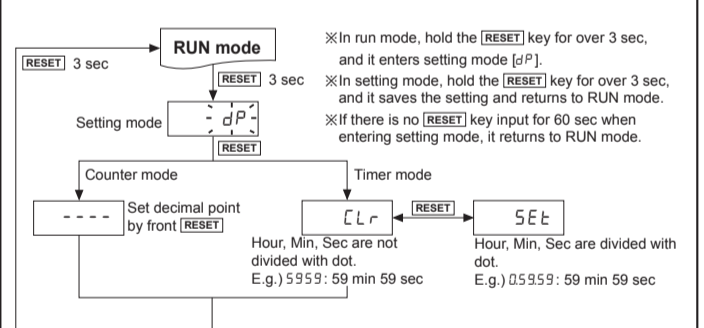 RUN mode
RESET 3 sec
RESET 3 sec
※In run mode, hold the RESET key for over 3 sec,
and it enters setting mode [dP].
※In setting mode, hold the RESET key for over 3 sec,
and it saves the setting and returns to RUN mode.
※If there is no RESET key input for 60 sec when
entering setting mode, it returns to RUN mode.
Setting mode
- dP-
RESET
Counter mode
Timer mode
- - - -
Set decimal point
by front RESET
CLr
RESET
SEt
Hour, Min, Sec are not
divided with dot.
E.g.) 5959: 59 min 59 sec
Hour, Min, Sec are divided with
dot.
E.g.) 0.59.59: 59 min 59 sec